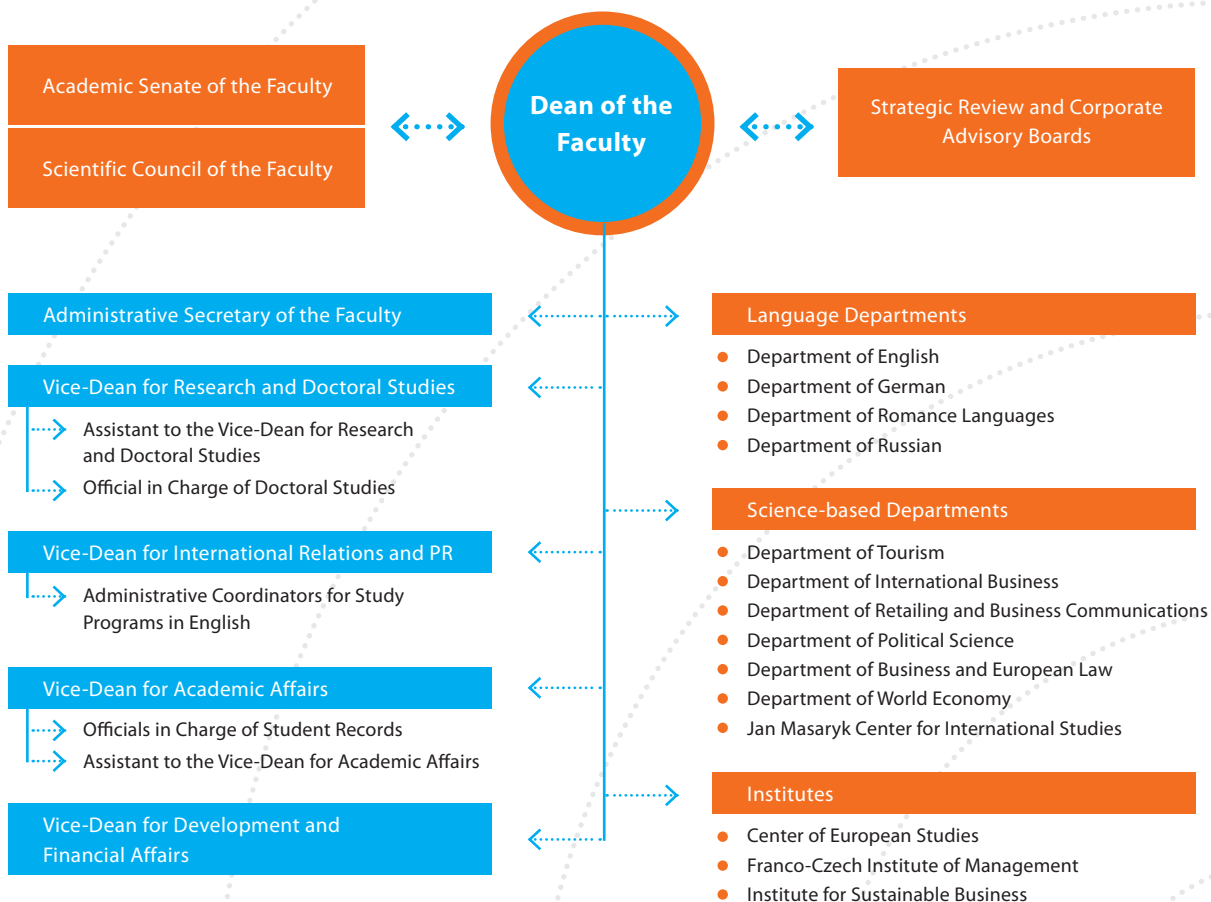 Academic Senate of the Faculty
Scientific Council of the Faculty
Dean of the
Faculty
Strategic Review and Corporate
Advisory Boards
Administrative Secretary of the Faculty
Vice-Dean for Research and Doctoral Studies
Assistant to the Vice-Dean for Research
and Doctoral Studies
Official in Charge of Doctoral Studies
Vice-Dean for International Relations and PR
Administrative Coordinators for Study
Programs in English
Vice-Dean for Academic Affairs
Officials in Charge of Student Records
Assistant to the Vice-Dean for Academic Affairs
Vice-Dean for Development and
Financial Affairs
Language Departments
Department of English
Department of German
Department of Romance Languages
Department of Russian
Science-based Departments
Department of Tourism
Department of International Business
Department of Retailing and Business Communications
Department of Political Science
Department of Business and European Law
Department of World Economy
Jan Masaryk Center for International Studies
Institutes
Center of European Studies
Franco-Czech Institute of Management
Institute for Sustainable Business